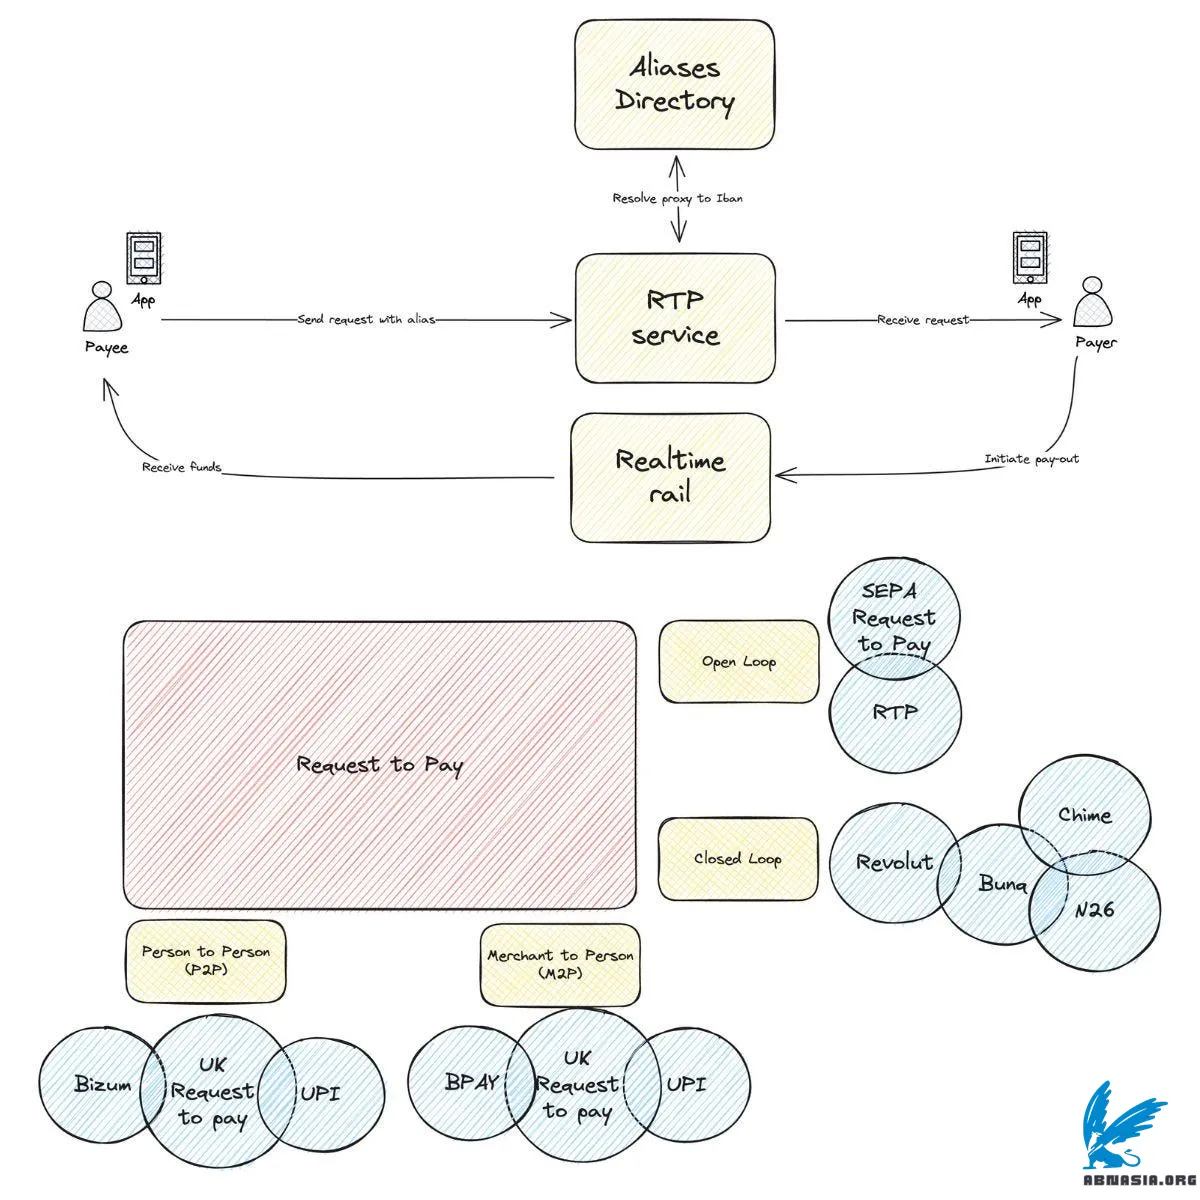 Aliases
Directory
Resolve proxy to Iban
App
Payee
Send request with alias
RTP
service
Receive request
App
Payer
Receive funds
Realtime
rail
Initiate pay-out
Request to Pay
Open Loop
SEPA
Request
to Pay
RTP
Closed Loop
Revolut
Bunq
Chime
N26
Person to Person
(P2P)
Merchant to Person
(M2P)
Bizum
UK
Request
to pay
UPI
BPAY
UK
Request
to pay
UPI
ABNASIA.ORG